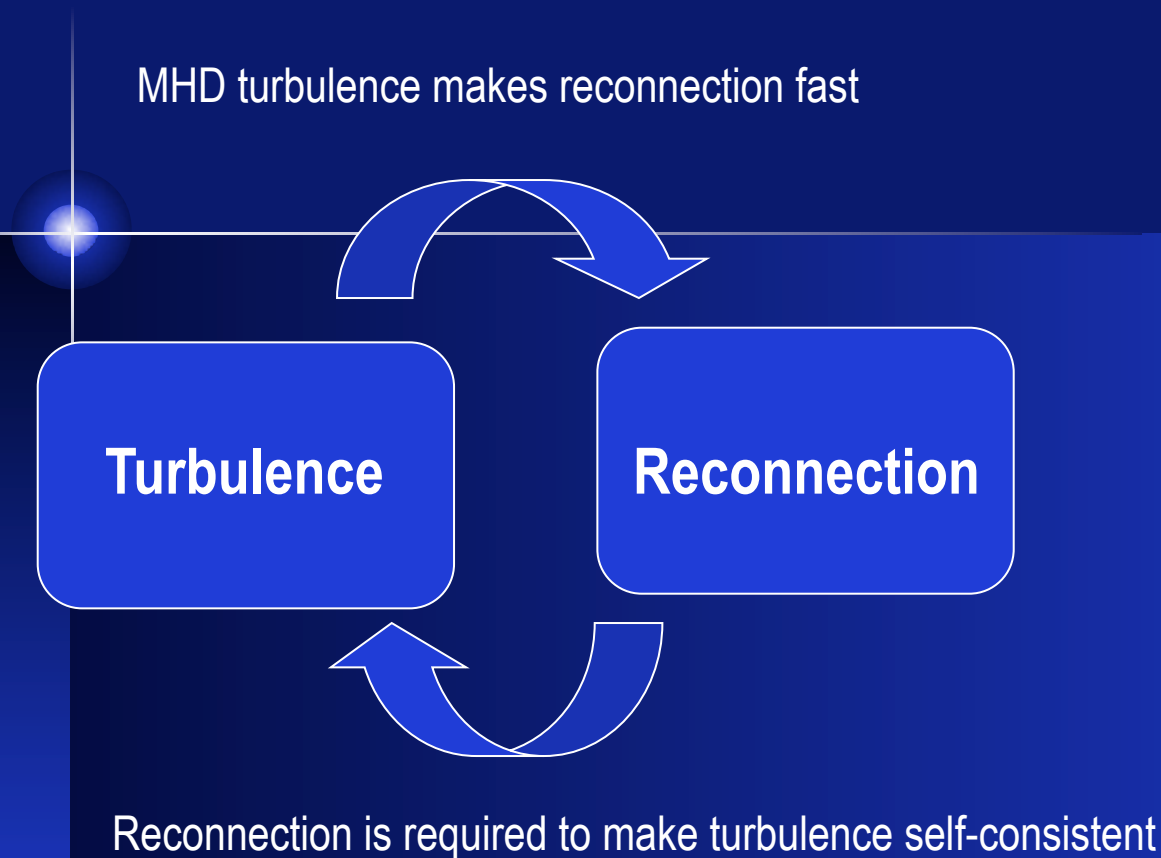 MHD turbulence makes reconnection fast
Turbulence
Reconnection
Reconnection is required to make turbulence self-consistent